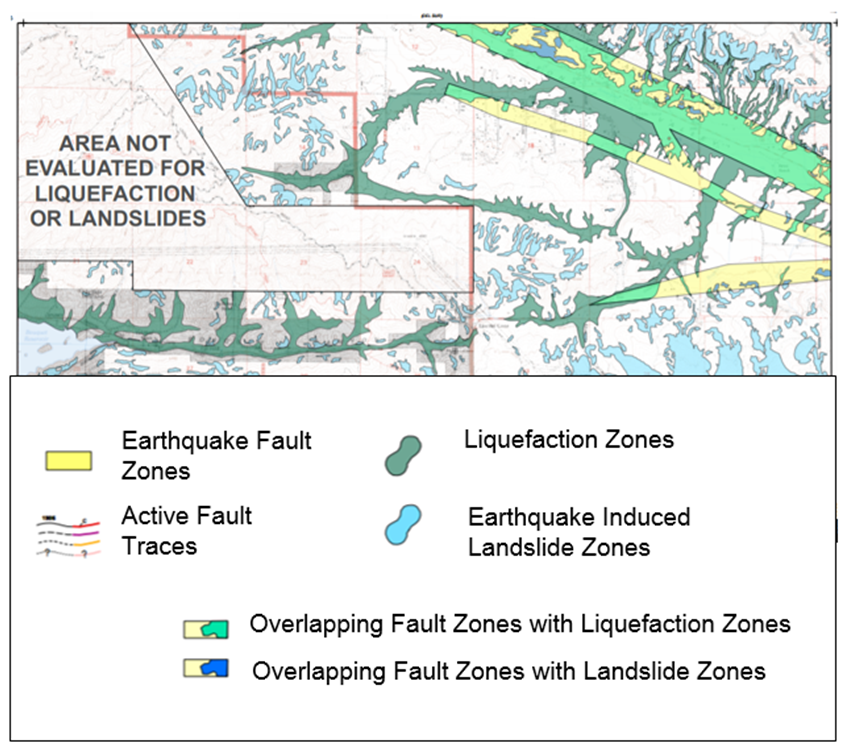 AREA NOT
EVALUATED FOR
LIQUEFACTION
OR LANDSLIDES
Earthquake Fault
Zones
Liquefaction Zones
Active Fault
Traces
Earthquake Induced
Landslide Zones
Overlapping Fault Zones with Liquefaction Zones
Overlapping Fault Zones with Landslide Zones